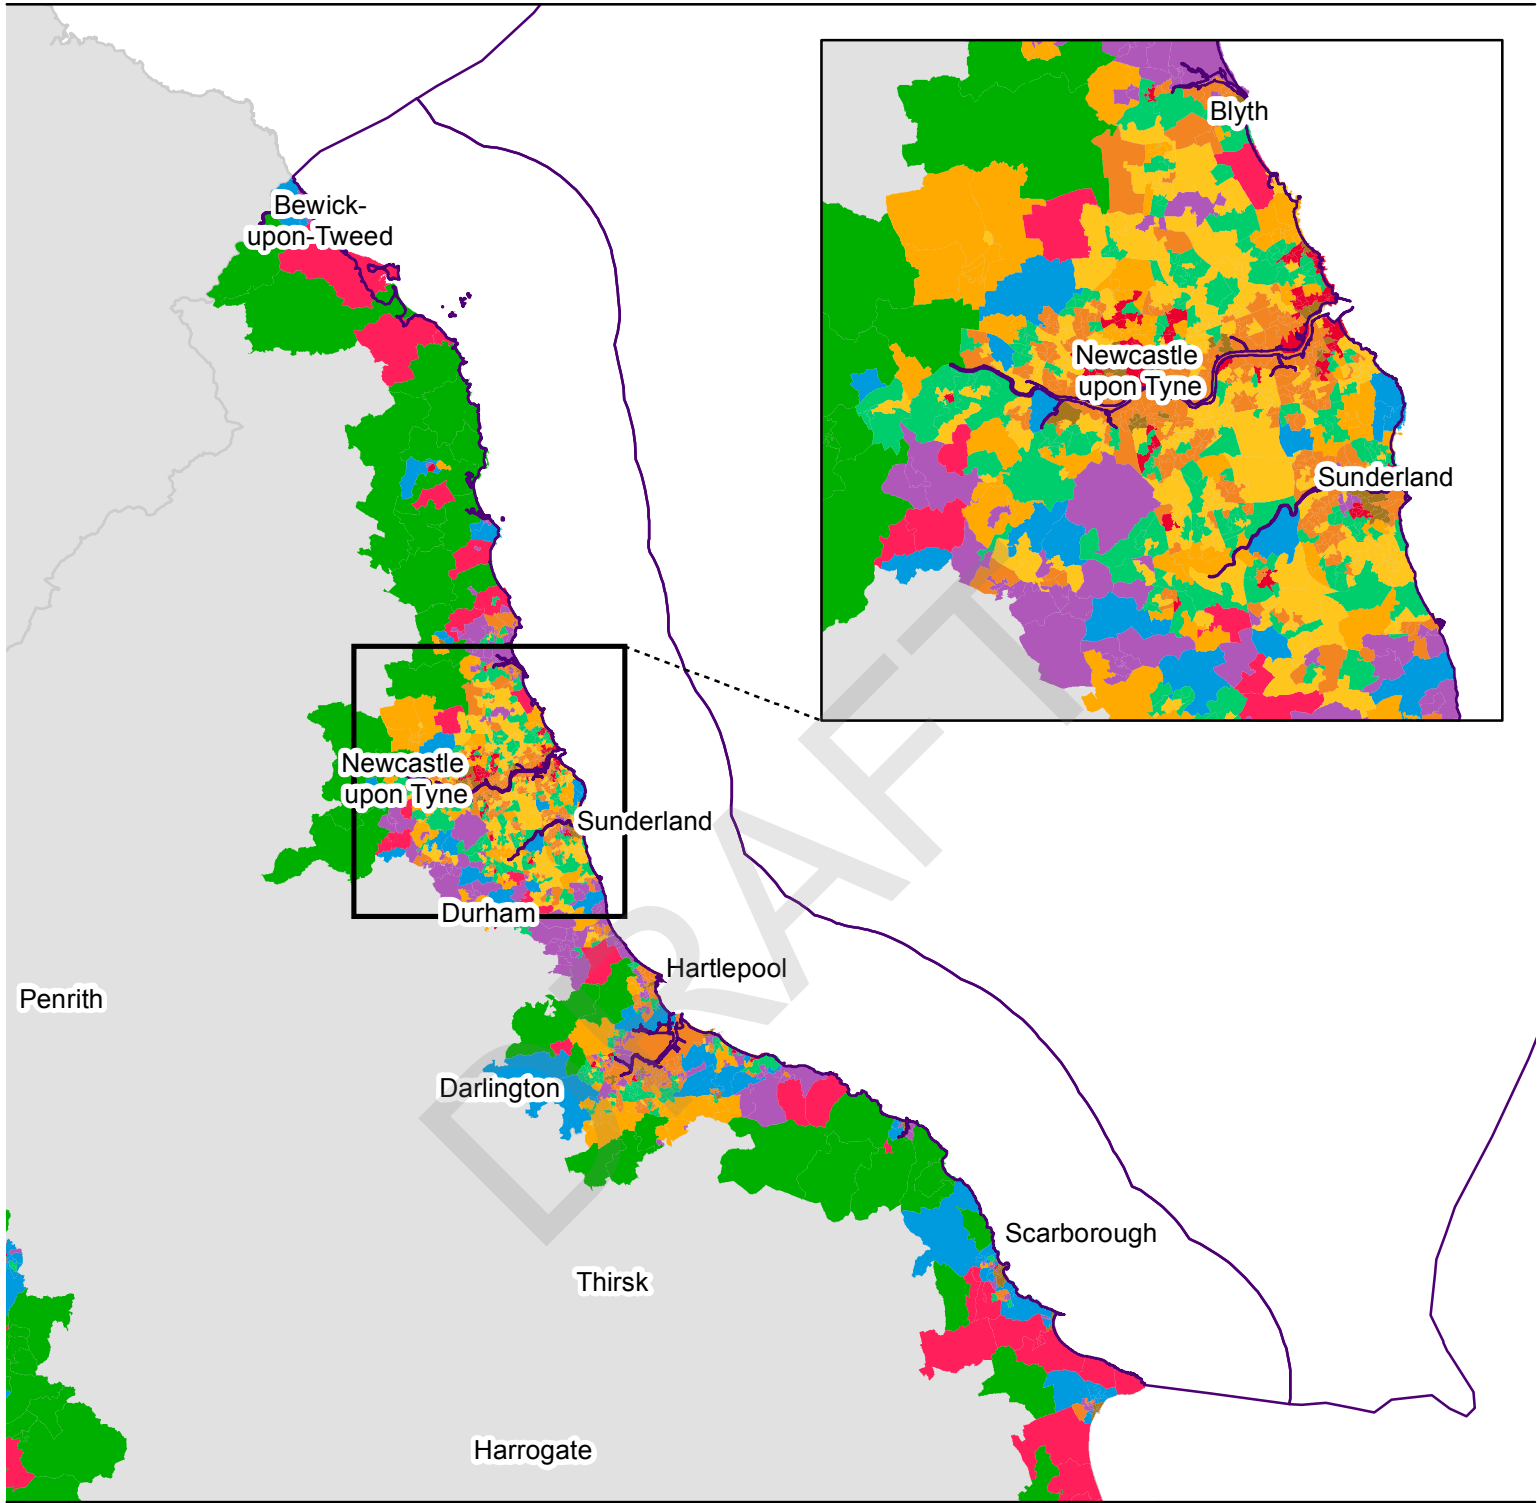 Blyth
Bewick-
upon-Tweed
Newcastle
upon Tyne
Sunderland
Newcastle
upon Tyne
Sunderland
Durham
Hartlepool
Penrith
Darlington
Scarborough
Thirsk
Harrogate
DRAFT